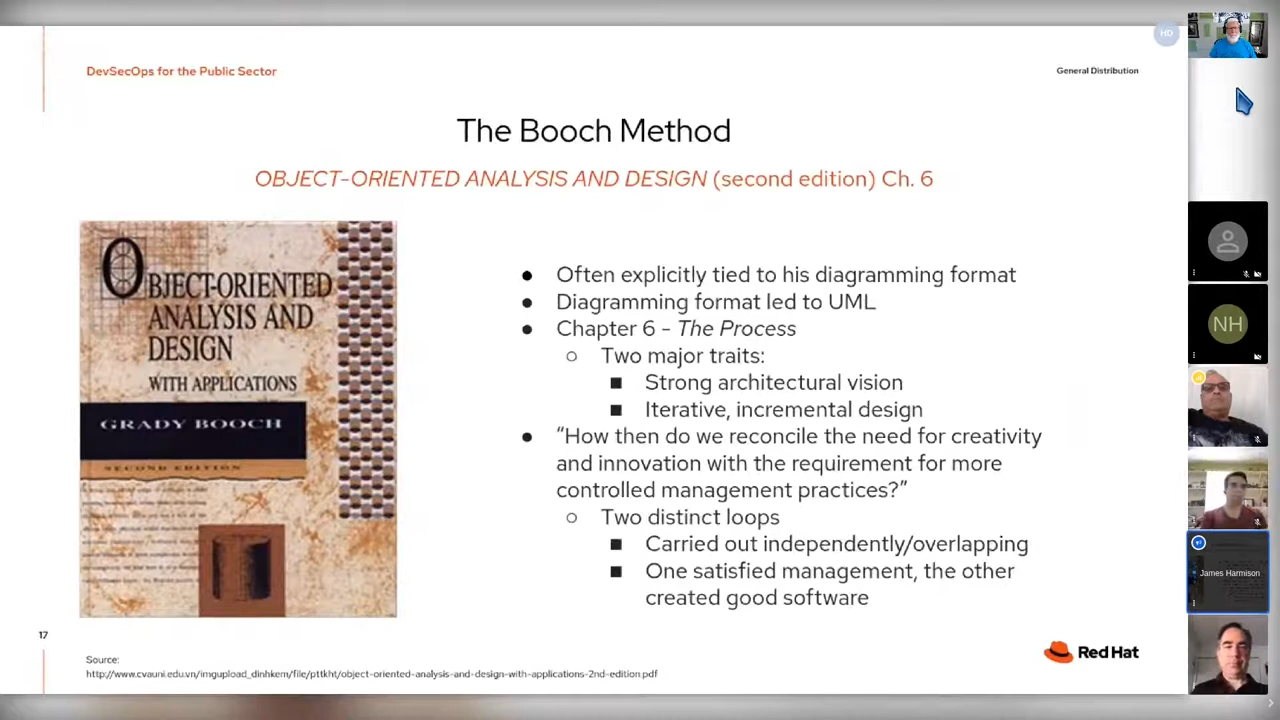 HD
DevSecOps for the Public Sector
General Distribution
The Booch Method
OBJECT-ORIENTED ANALYSIS AND DESIGN (second edition) Ch. 6
OBJECT-ORIENTED
ANALYSIS AND
DESIGN
WITH APPLICATIONS
GRADY BOOCH
SECOND EDITION
● Often explicitly tied to his diagramming format
● Diagramming format led to UML
● Chapter 6 - The Process
○ Two major traits:
■ Strong architectural vision
■ Iterative, incremental design
● “How then do we reconcile the need for creativity
and innovation with the requirement for more
controlled management practices?”
○ Two distinct loops
■ Carried out independently/overlapping
■ One satisfied management, the other
created good software
17
Source:
http://www.cvauni.edu.vn/imgupload_dinhkem/file/pttkht/object-oriented-analysis-and-design-with-applications-2nd-edition.pdf
Red Hat
NH
James Harmison